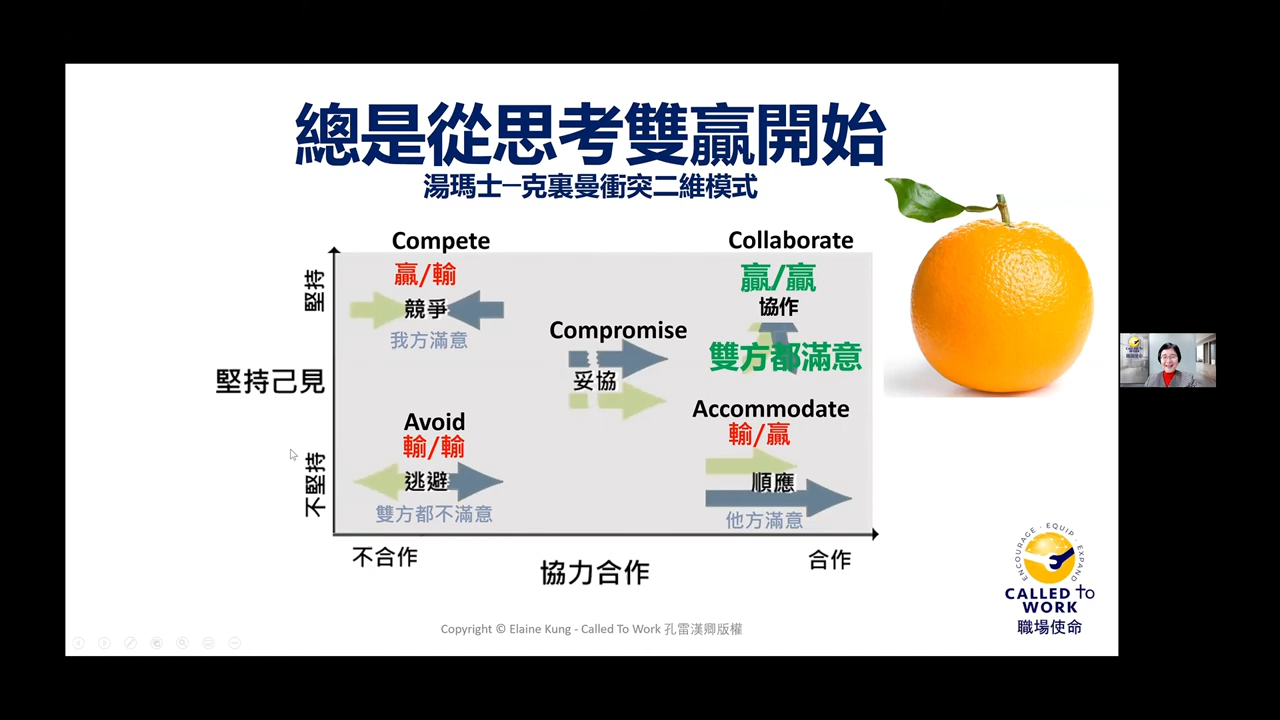 總是從思考雙贏開始
湯瑪士─克裏曼衝突二維模式
Compete
贏/輸
競爭
我方滿意
Collaborate
贏/贏
協作
雙方都滿意
Compromise
妥協
堅持
堅持己見
不堅持
Avoid
輸/輸
逃避
雙方都不滿意
Accommodate
輸/贏
順應
他方滿意
不合作
協力合作
合作
ENCOURAGE · EQUIP · EXPAND
CALLED TO
WORK
職場使命
Copyright © Elaine Kung - Called To Work 孔雷漢卿版權